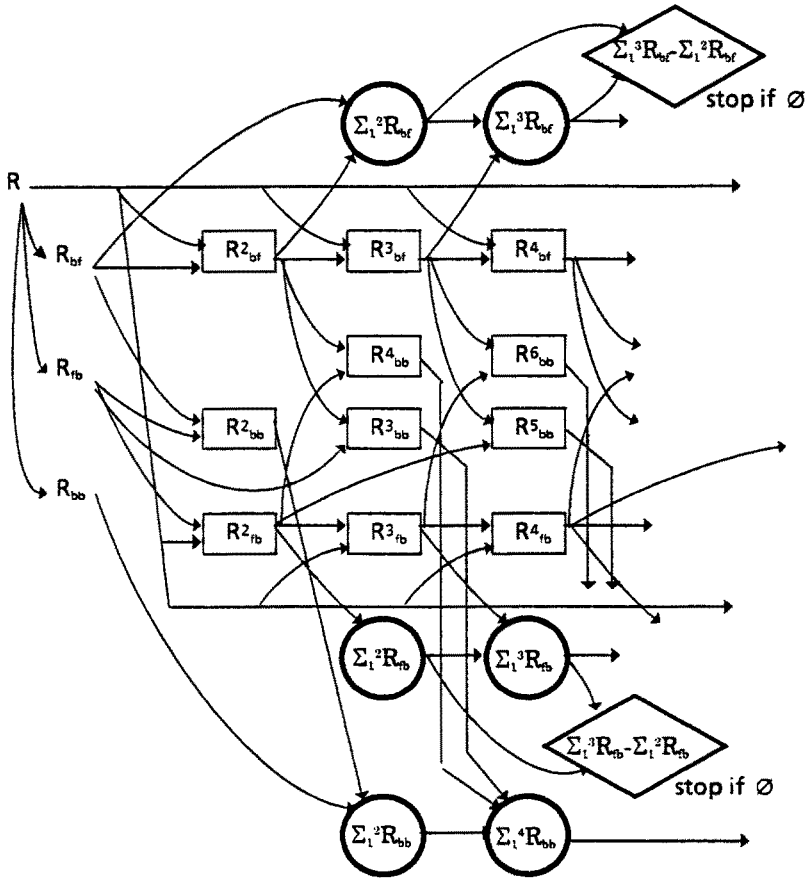 Σ₁³R_bf-Σ₁²R_bf
stop if ∅
Σ₁²R_bf
Σ₁³R_bf
R
R_bf
R²_bf
R³_bf
R⁴_bf
R⁴_bb
R⁶_bb
R_fb
R²_bb
R³_bb
R⁵_bb
R_bb
R²_fb
R³_fb
R⁴_fb
Σ₁²R_fb
Σ₁³R_fb
Σ₁³R_fb-Σ₁²R_fb
stop if ∅
Σ₁²R_bb
Σ₁⁴R_bb